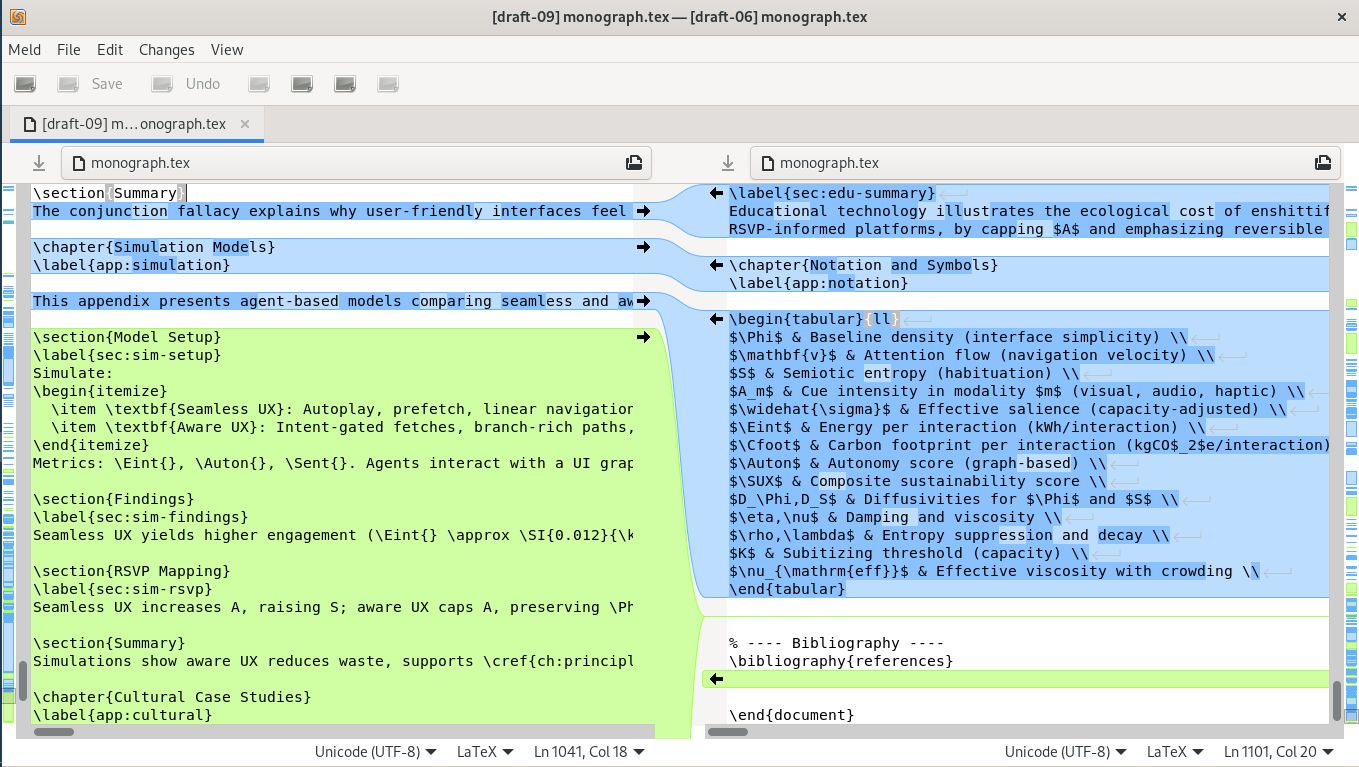 [draft-09] monograph.tex — [draft-06] monograph.tex
Meld File Edit Changes View
Save Undo
[draft-09] m…onograph.tex
monograph.tex
\section{Summary}
The conjunction fallacy explains why user-friendly interfaces feel
\chapter{Simulation Models}
\label{app:simulation}
This appendix presents agent-based models comparing seamless and aw
\section{Model Setup}
\label{sec:sim-setup}
Simulate:
\begin{itemize}
\item \textbf{Seamless UX}: Autoplay, prefetch, linear navigation
\item \textbf{Aware UX}: Intent-gated fetches, branch-rich paths,
\end{itemize}
Metrics: \Eint{}, \Auton{}, \Sent{}. Agents interact with a UI grap
\section{Findings}
\label{sec:sim-findings}
Seamless UX yields higher engagement (\Eint{} \approx \SI{0.012}{\k
\section{RSVP Mapping}
\label{sec:sim-rsvp}
Seamless UX increases A, raising S; aware UX caps A, preserving \Ph
\section{Summary}
Simulations show aware UX reduces waste, supports \cref{ch:principl
\chapter{Cultural Case Studies}
\label{app:cultural}
Unicode (UTF-8) LaTeX Ln 1041, Col 18
monograph.tex
\label{sec:edu-summary}
Educational technology illustrates the ecological cost of enshittif
RSVP-informed platforms, by capping $A$ and emphasizing reversible
\chapter{Notation and Symbols}
\label{app:notation}
\begin{tabular}{ll}
$\Phi$ & Baseline density (interface simplicity) \\
$\mathbf{v}$ & Attention flow (navigation velocity) \\
$S$ & Semiotic entropy (habituation) \\
$A_m$ & Cue intensity in modality $m$ (visual, audio, haptic) \\
$\widehat{\sigma}$ & Effective salience (capacity-adjusted) \\
$\Eint$ & Energy per interaction (kWh/interaction) \\
$\Cfoot$ & Carbon footprint per interaction (kgCO$_2$e/interaction)
$\Auton$ & Autonomy score (graph-based) \\
$\SUX$ & Composite sustainability score \\
$D_\Phi,D_S$ & Diffusivities for $\Phi$ and $S$ \\
$\eta,\nu$ & Damping and viscosity \\
$\rho,\lambda$ & Entropy suppression and decay \\
$K$ & Subitizing threshold (capacity) \\
$\nu_{\mathrm{eff}}$ & Effective viscosity with crowding \\
\end{tabular}
% ---- Bibliography ----
\bibliography{references}
\end{document}
Unicode (UTF-8) LaTeX Ln 1101, Col 20